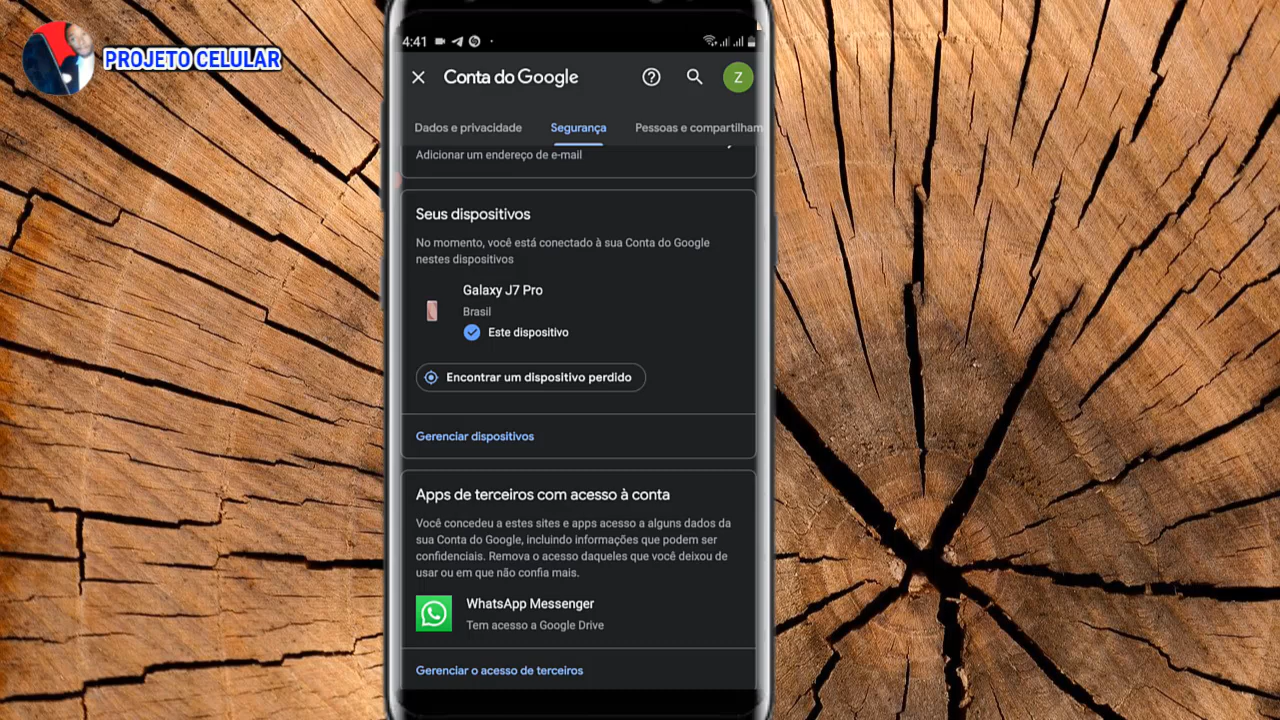 PROJETO CELULAR
4:41
Conta do Google
Z
Dados e privacidade
Segurança
Pessoas e compartilham
Adicionar um endereço de e-mail
Seus dispositivos
No momento, você está conectado à sua Conta do Google
nestes dispositivos
Galaxy J7 Pro
Brasil
Este dispositivo
Encontrar um dispositivo perdido
Gerenciar dispositivos
Apps de terceiros com acesso à conta
Você concedeu a estes sites e apps acesso a alguns dados da
sua Conta do Google, incluindo informações que podem ser
confidenciais. Remova o acesso daqueles que você deixou de
usar ou em que não confia mais.
WhatsApp Messenger
Tem acesso a Google Drive
Gerenciar o acesso de terceiros